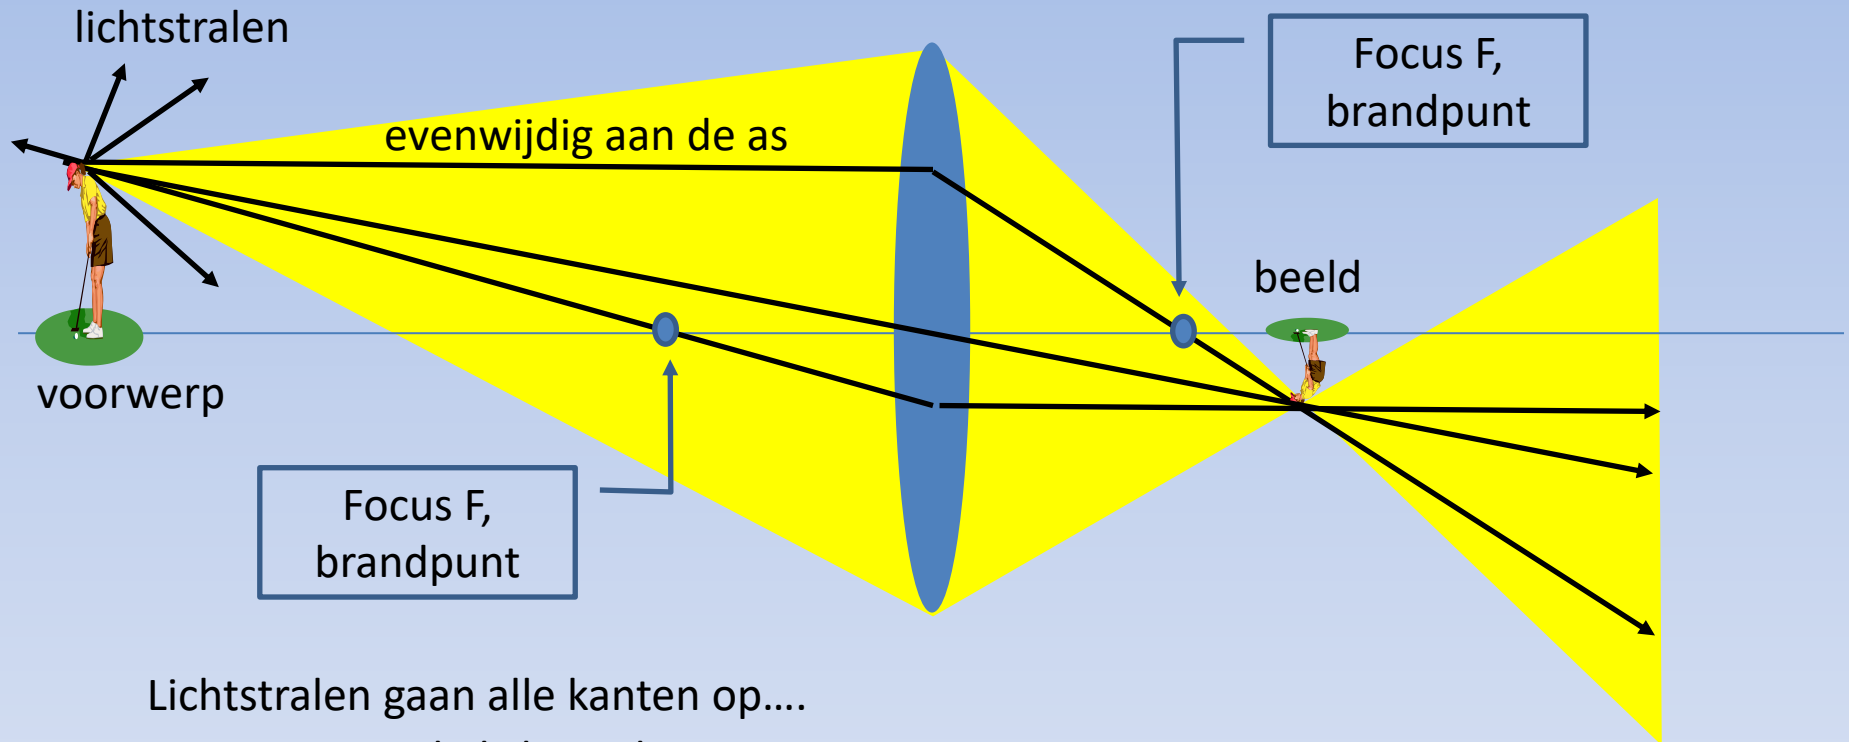 lichtstralen
Focus F,
brandpunt
evenwijdig aan de as
beeld
voorwerp
Focus F,
brandpunt
Lichtstralen gaan alle kanten op....